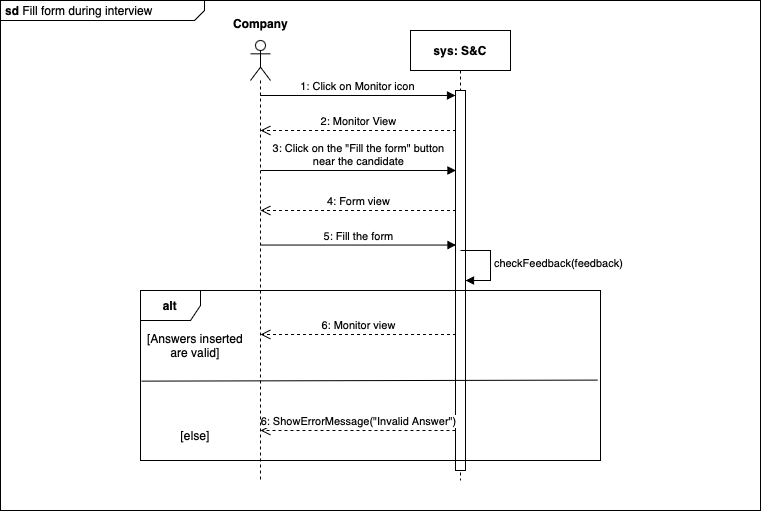 sd Fill form during interview
Company
sys: S&C
1: Click on Monitor icon
2: Monitor View
3: Click on the "Fill the form" button
near the candidate
4: Form view
5: Fill the form
checkFeedback(feedback)
alt
6: Monitor view
[Answers inserted
are valid]
6: ShowErrorMessage("Invalid Answer")
[else]